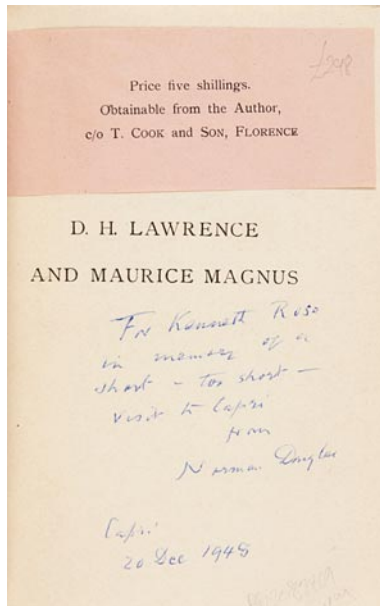 Price five shillings.
Obtainable from the Author,
c/o T. COOK and SON, FLORENCE
D. H. LAWRENCE
AND MAURICE MAGNUS
For Kenneth Rose
in memory of a
short - too short -
visit to Capri
from
Norman Douglas
Capri
20 Dec 1948